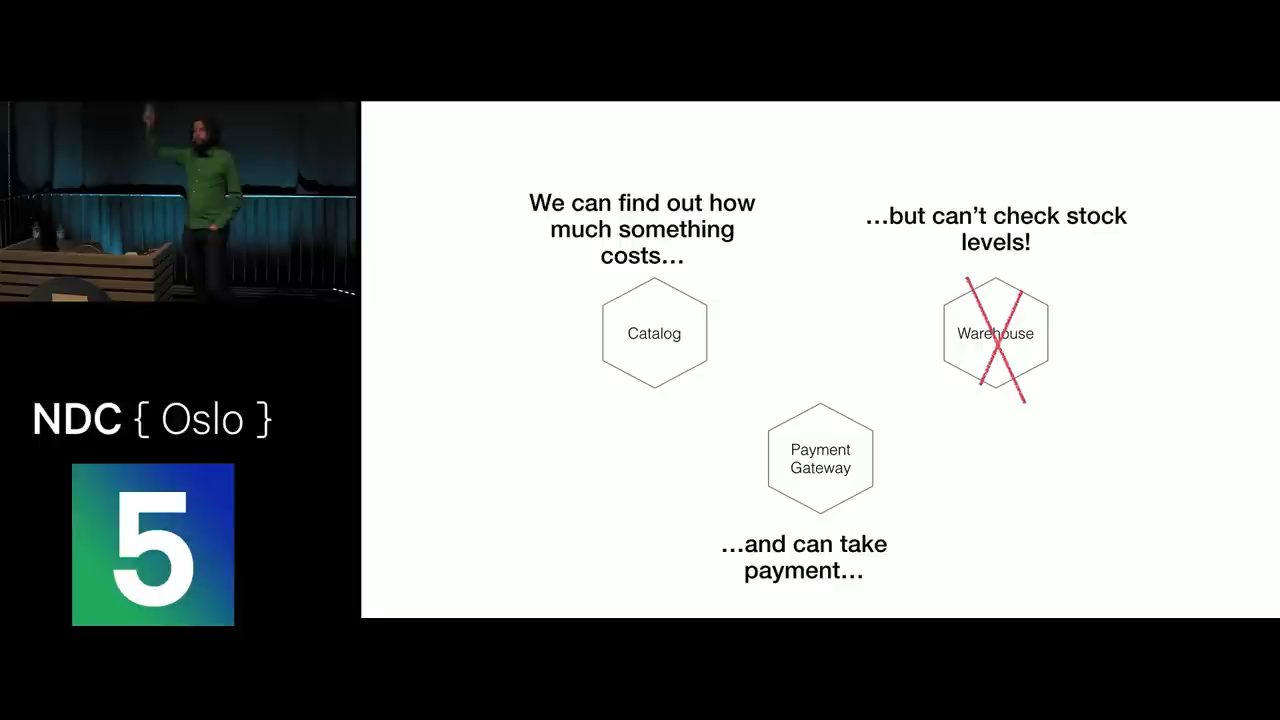 We can find out how
much something
costs…
…but can’t check stock
levels!
Catalog
Warehouse
Payment
Gateway
…and can take
payment…
NDC { Oslo }
5